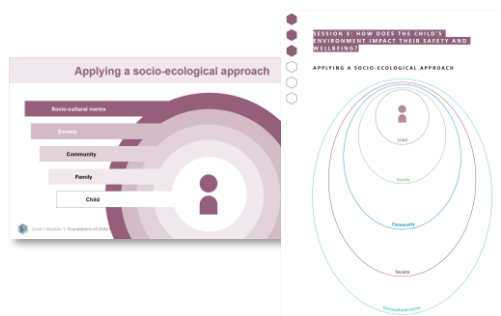 Applying a socio-ecological approach
Socio-cultural norms
Society
Community
Family
Child
Level 1 Module 1: Foundations of Child
SESSION 3: HOW DOES THE CHILD'S
ENVIRONMENT IMPACT THEIR SAFETY AND
WELLBEING?
APPLYING A SOCIO-ECOLOGICAL APPROACH
Child
Family
Community
Society
Sociocultural norms